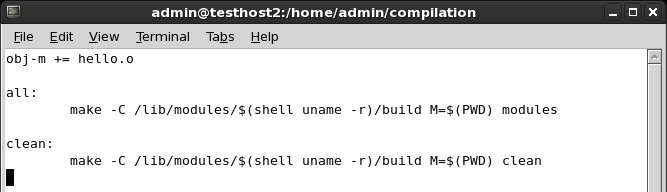 admin@testhost2:/home/admin/compilation
File Edit View Terminal Tabs Help
obj-m += hello.o
all:
make -C /lib/modules/$(shell uname -r)/build M=$(PWD) modules
clean:
make -C /lib/modules/$(shell uname -r)/build M=$(PWD) clean